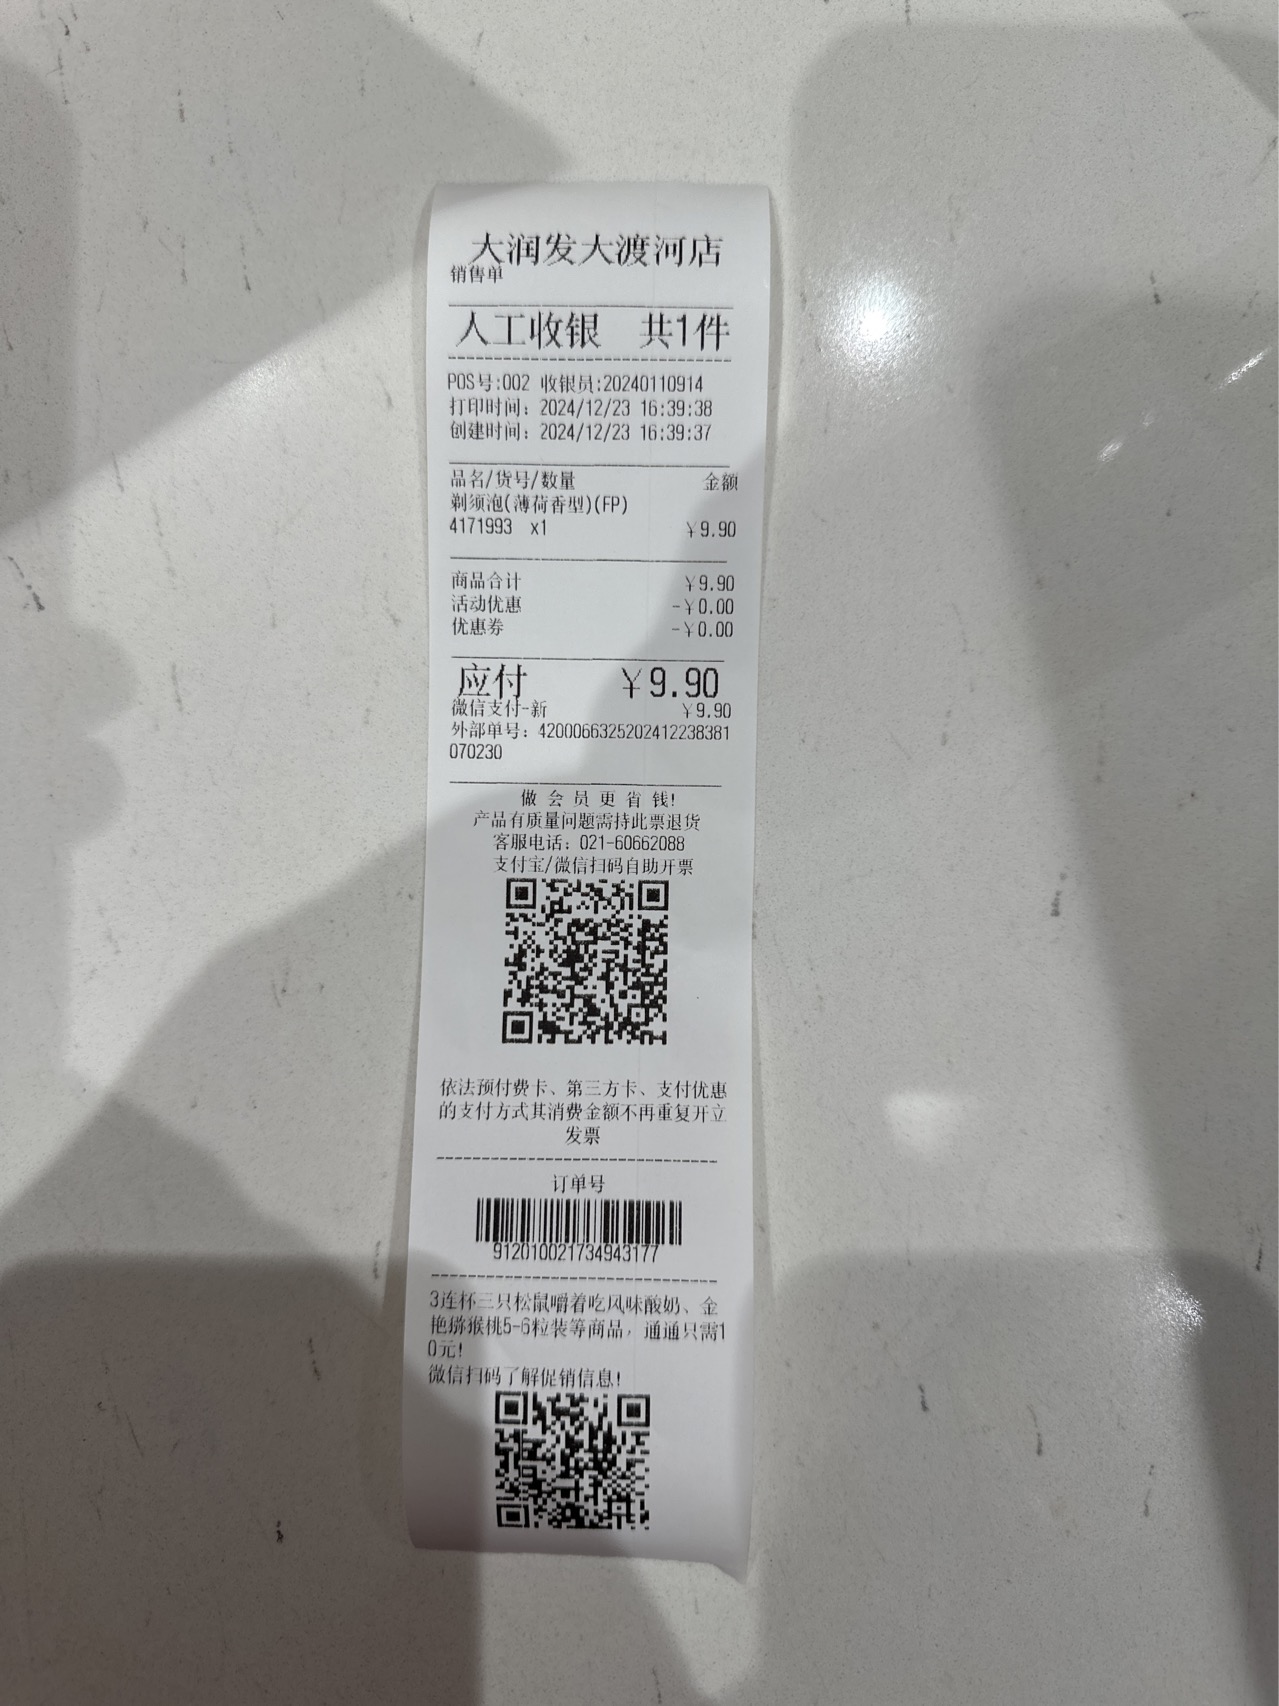 大润发大渡河店
销售单
人工收银 共1件
POS号:002 收银员:20240110914
打印时间: 2024/12/23 16:39:38
创建时间: 2024/12/23 16:39:37
品名/货号/数量 金额
剃须泡(薄荷香型)(FP)
4171993 x1 ￥9.90
商品合计 ￥9.90
活动优惠 -￥0.00
优惠券 -￥0.00
应付 ￥9.90
微信支付-新 ￥9.90
外部单号: 4200066325202412238381
070230
做 会 员 更 省 钱!
产品有质量问题需持此票退货
客服电话: 021-60662088
支付宝/微信扫码自助开票
依法预付费卡、第三方卡、支付优惠
的支付方式其消费金额不再重复开立
发票
订单号
912010021734943177
3连杯三只松鼠嚼着吃风味酸奶、金
艳猕猴桃5-6粒装等商品，通通只需1
0元!
微信扫码了解促销信息!